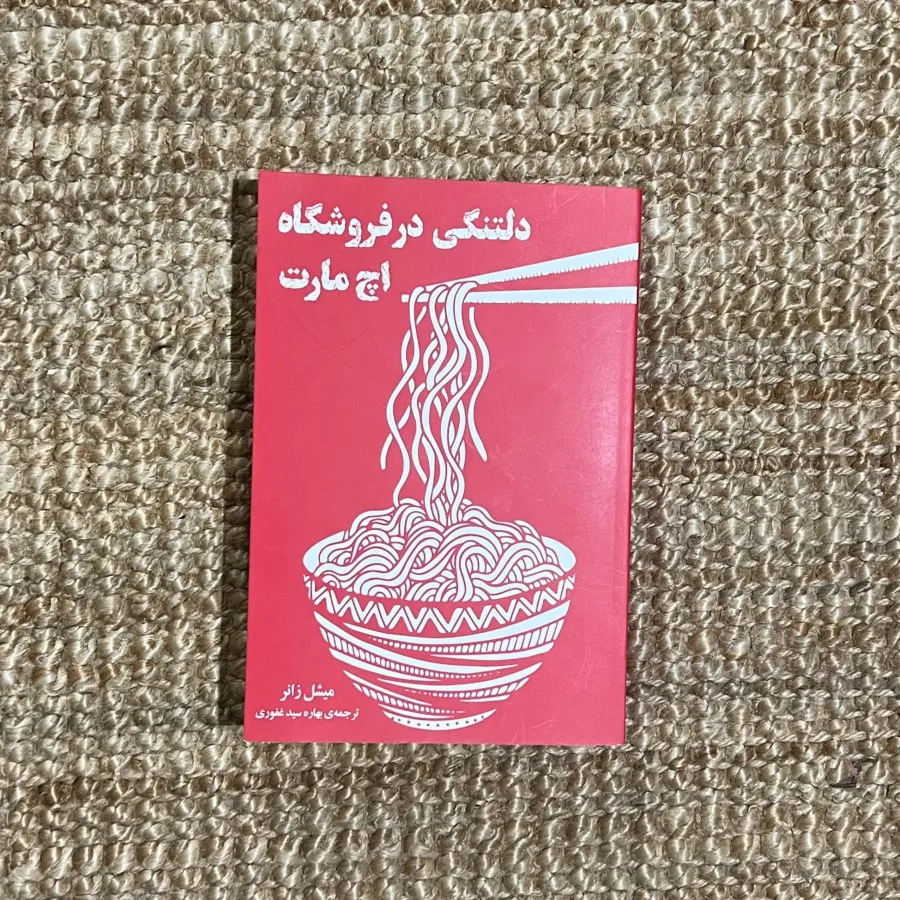 دلتنگی در فروشگاه
اچ مارت
میشل زانر
ترجمه‌ی بهاره سید غفوری